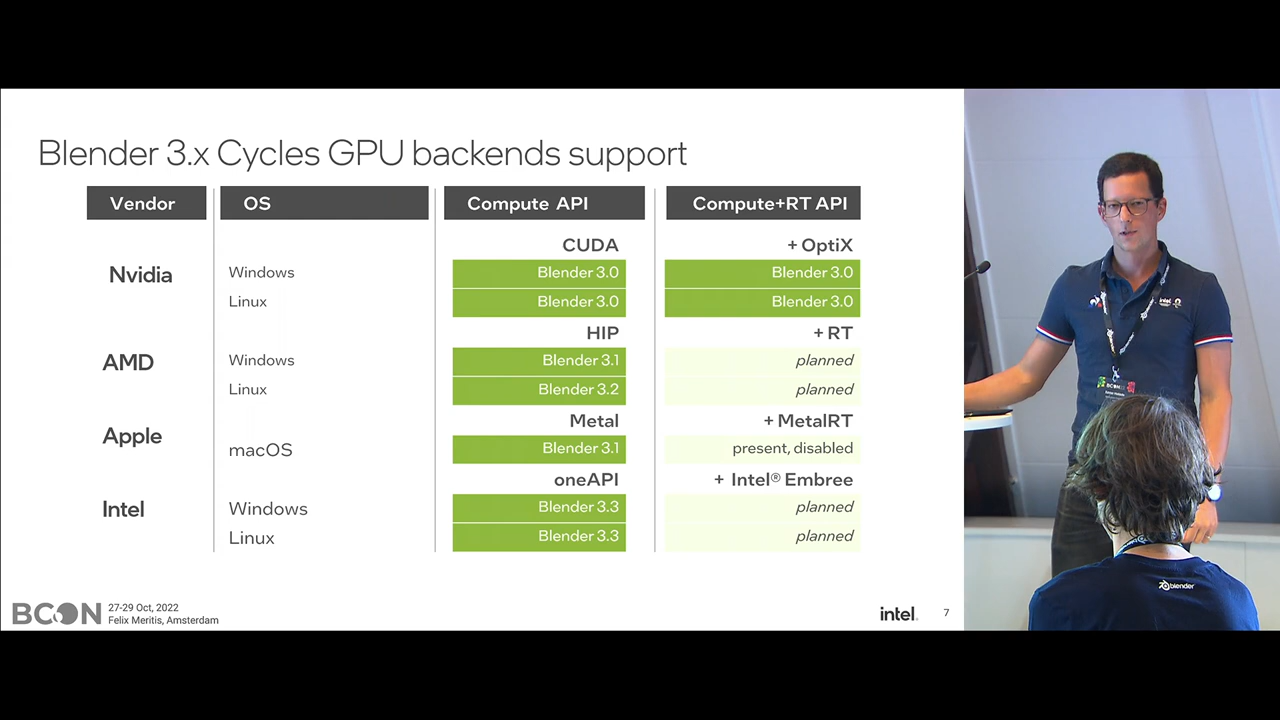 Blender 3.x Cycles GPU backends support
Vendor OS Compute API Compute+RT API
CUDA + OptiX
Nvidia Windows Blender 3.0 Blender 3.0
Linux Blender 3.0 Blender 3.0
HIP + RT
AMD Windows Blender 3.1 planned
Linux Blender 3.2 planned
Metal + MetalRT
Apple macOS Blender 3.1 present, disabled
oneAPI + Intel® Embree
Intel Windows Blender 3.3 planned
Linux Blender 3.3 planned
BCON 27-29 Oct, 2022
Felix Meritis, Amsterdam
intel. 7
intel
BCON
blender